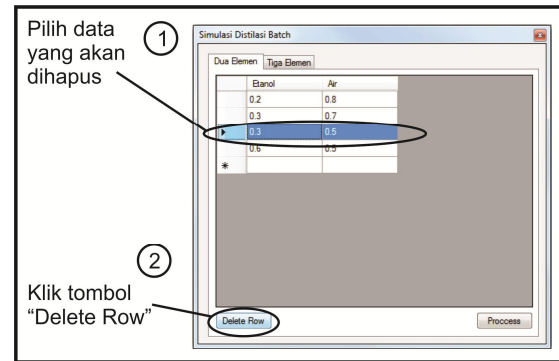 Pilih data
yang akan
dihapus
1
Simulasi Distilasi Batch
Dua Elemen Tiga Elemen
Etanol Air
0.2 0.8
0.3 0.7
0.3 0.5
0.6 0.5
*
2
Klik tombol
“Delete Row”
Delete Row Proccess